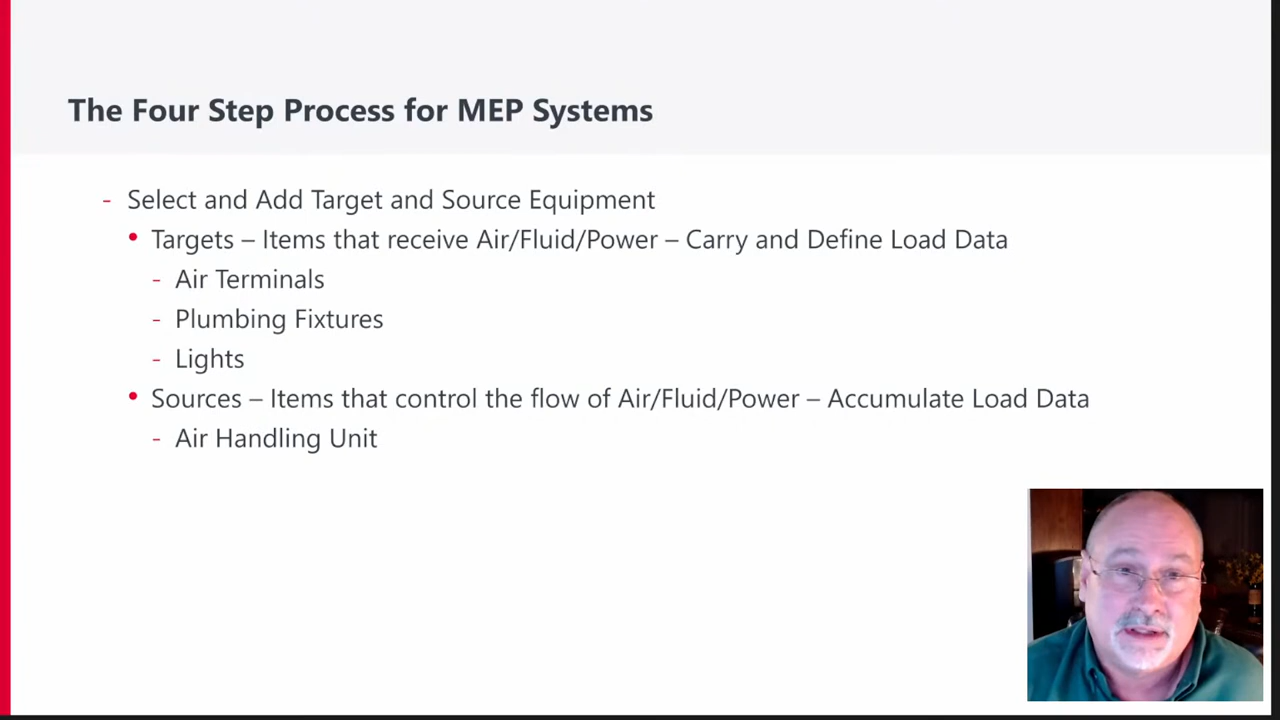 The Four Step Process for MEP Systems
- Select and Add Target and Source Equipment
• Targets – Items that receive Air/Fluid/Power – Carry and Define Load Data
- Air Terminals
- Plumbing Fixtures
- Lights
• Sources – Items that control the flow of Air/Fluid/Power – Accumulate Load Data
- Air Handling Unit